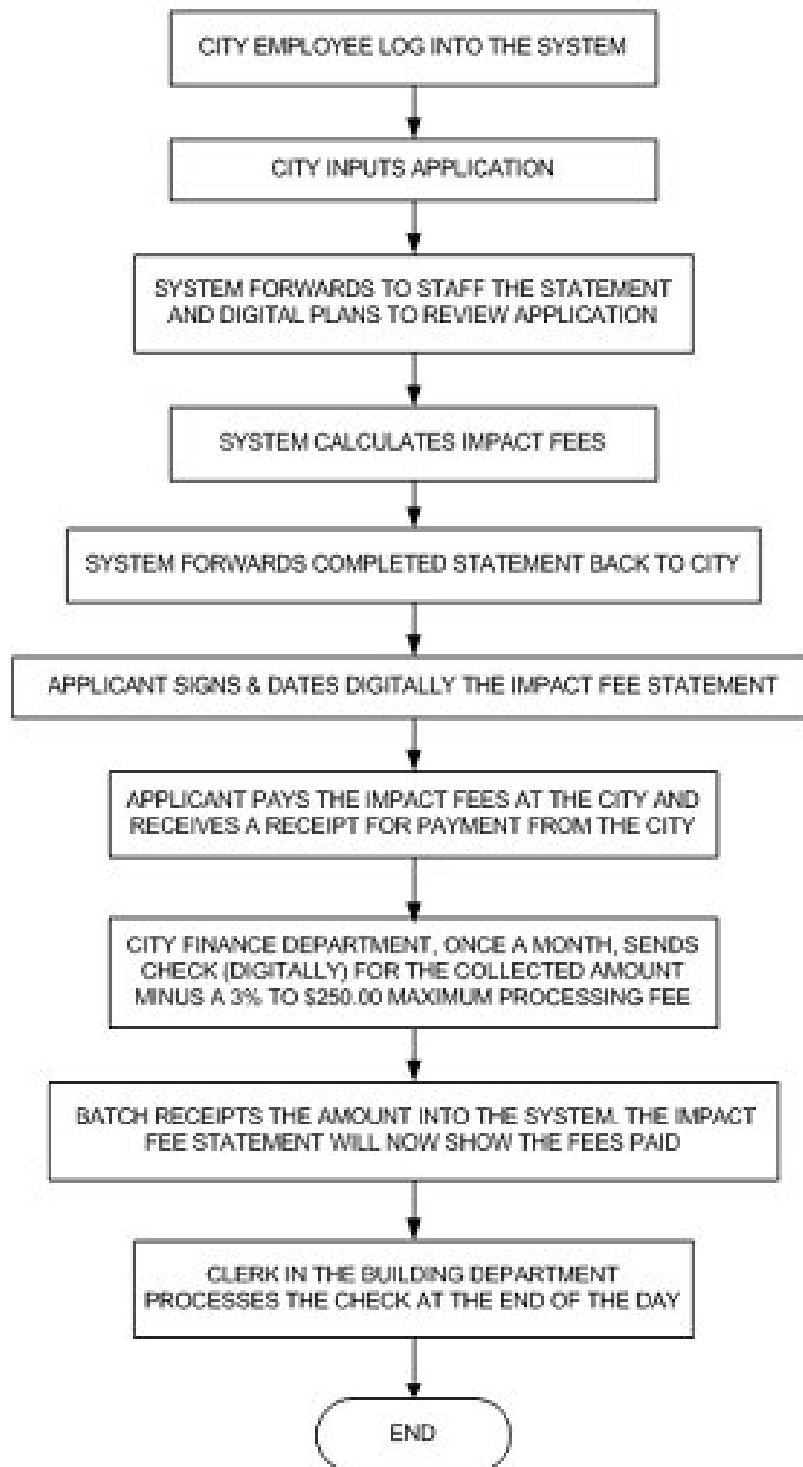 CITY EMPLOYEE LOG INTO THE SYSTEM
CITY INPUTS APPLICATION
SYSTEM FORWARDS TO STAFF THE STATEMENT
AND DIGITAL PLANS TO REVIEW APPLICATION
SYSTEM CALCULATES IMPACT FEES
SYSTEM FORWARDS COMPLETED STATEMENT BACK TO CITY
APPLICANT SIGNS & DATES DIGITALLY THE IMPACT FEE STATEMENT
APPLICANT PAYS THE IMPACT FEES AT THE CITY AND
RECEIVES A RECEIPT FOR PAYMENT FROM THE CITY
CITY FINANCE DEPARTMENT, ONCE A MONTH, SENDS
CHECK (DIGITALLY) FOR THE COLLECTED AMOUNT
MINUS A 3% TO $250.00 MAXIMUM PROCESSING FEE
BATCH RECEIPTS THE AMOUNT INTO THE SYSTEM. THE IMPACT
FEE STATEMENT WILL NOW SHOW THE FEES PAID
CLERK IN THE BUILDING DEPARTMENT
PROCESSES THE CHECK AT THE END OF THE DAY
END